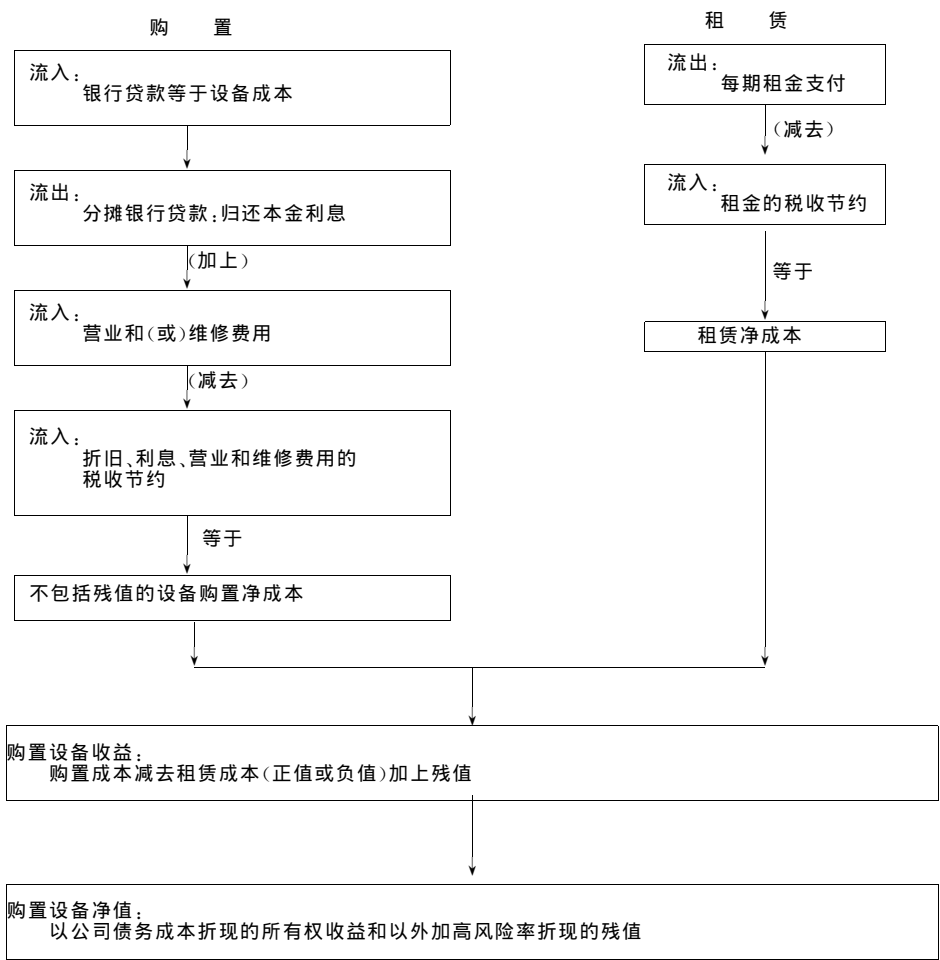 购 置
流入:
银行贷款等于设备成本
流出:
分摊银行贷款:归还本金利息
(加上)
流入:
营业和(或)维修费用
(减去)
流入:
折旧、利息、营业和维修费用的
税收节约
等于
不包括残值的设备购置净成本
租 赁
流出:
每期租金支付
(减去)
流入:
租金的税收节约
等于
租赁净成本
购置设备收益:
购置成本减去租赁成本(正值或负值)加上残值
购置设备净值:
以公司债务成本折现的所有权收益和以外加高风险率折现的残值